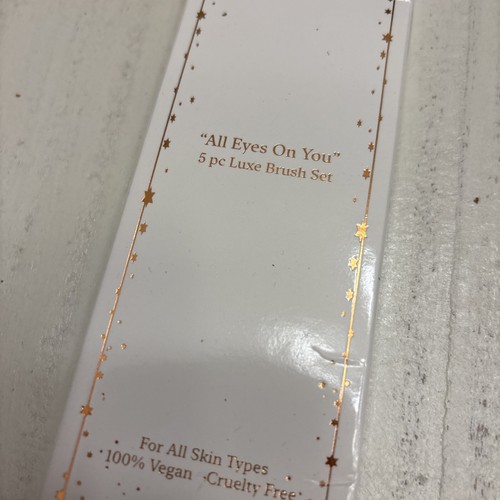 "All Eyes On You"
5 pc Luxe Brush Set
For All Skin Types
100% Vegan Cruelty Free